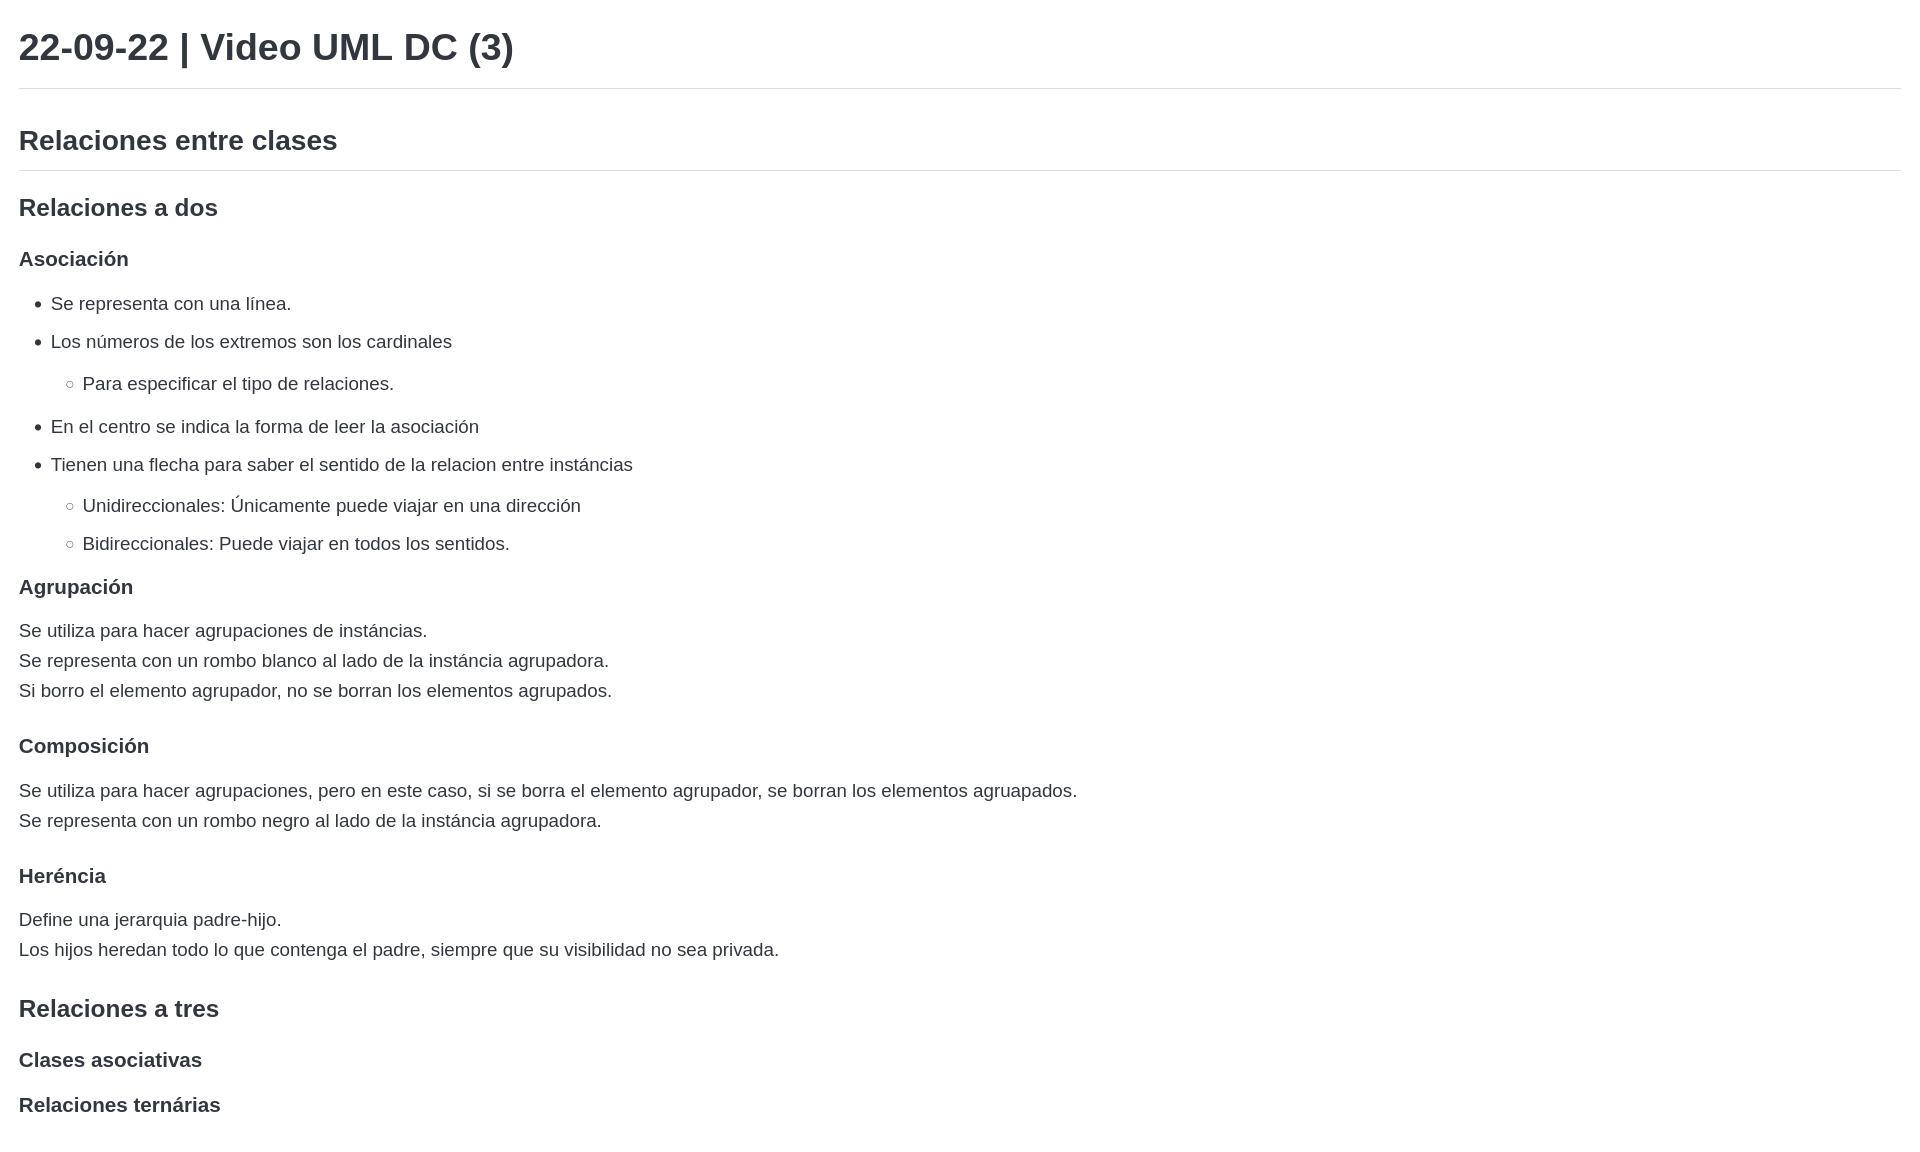 22-09-22 | Video UML DC (3)
Relaciones entre clases
Relaciones a dos
Asociación
Se representa con una línea.
Los números de los extremos son los cardinales
Para especificar el tipo de relaciones.
En el centro se indica la forma de leer la asociación
Tienen una flecha para saber el sentido de la relacion entre instáncias
Unidireccionales: Únicamente puede viajar en una dirección
Bidireccionales: Puede viajar en todos los sentidos.
Agrupación
Se utiliza para hacer agrupaciones de instáncias.
Se representa con un rombo blanco al lado de la instáncia agrupadora.
Si borro el elemento agrupador, no se borran los elementos agrupados.
Composición
Se utiliza para hacer agrupaciones, pero en este caso, si se borra el elemento agrupador, se borran los elementos agruapados.
Se representa con un rombo negro al lado de la instáncia agrupadora.
Heréncia
Define una jerarquia padre-hijo.
Los hijos heredan todo lo que contenga el padre, siempre que su visibilidad no sea privada.
Relaciones a tres
Clases asociativas
Relaciones ternárias